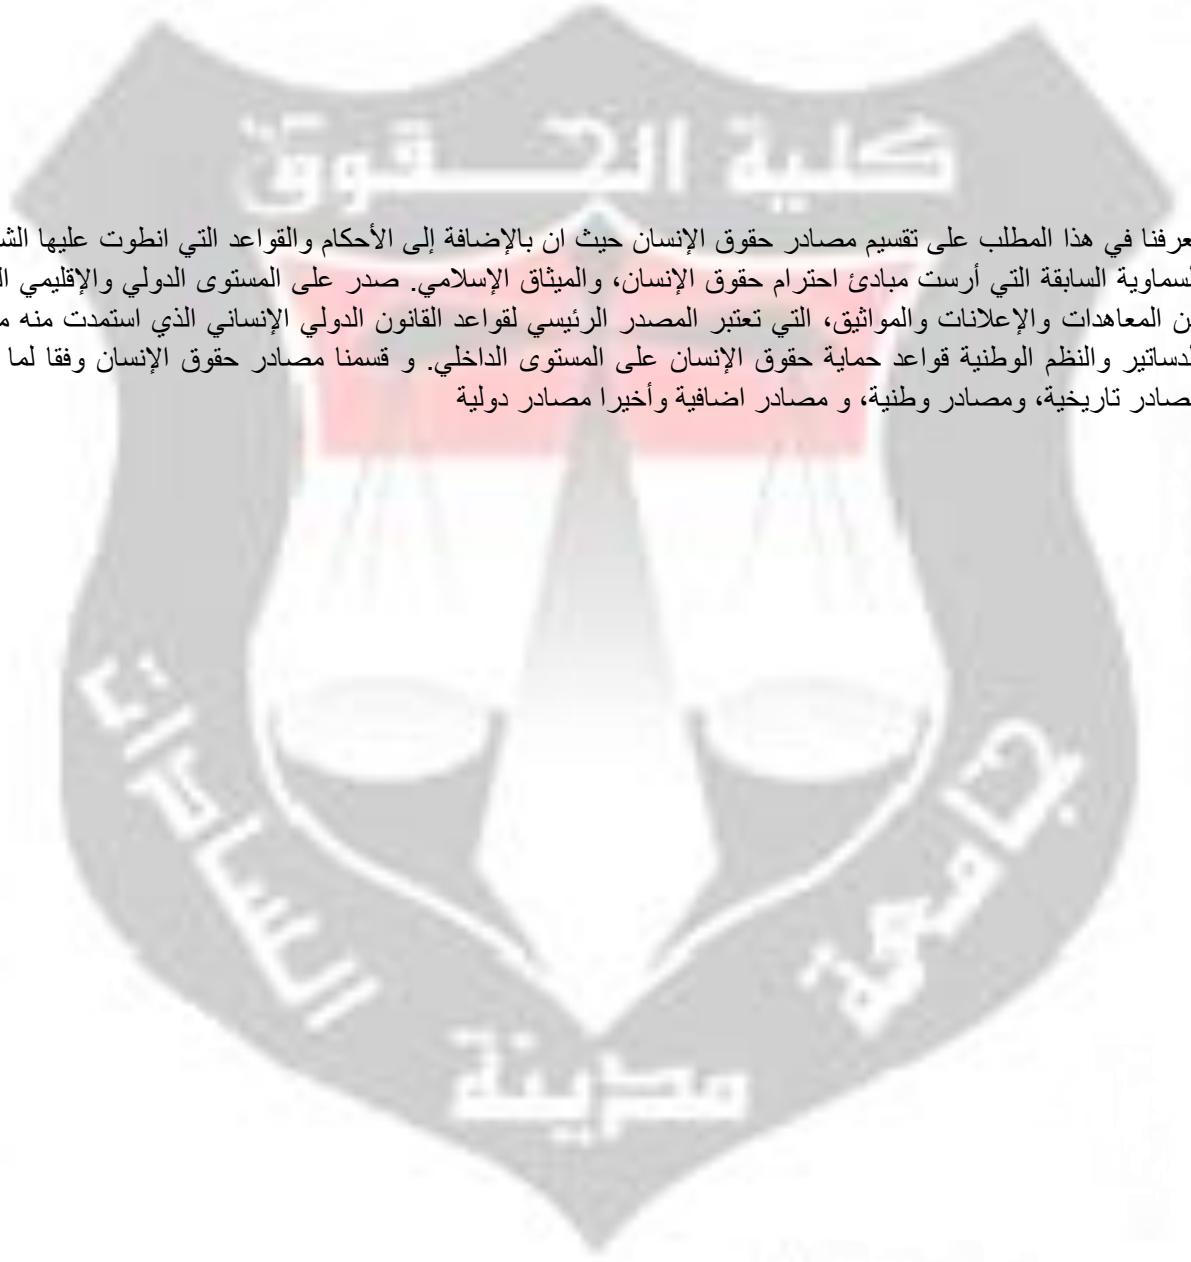 كلية الحقوق
عرفنا في هذا المطلب على تقسيم مصادر حقوق الإنسان حيث ان بالإضافة إلى الأحكام والقواعد التي انطوت عليها
سماوية السابقة التي أرست مبادئ احترام حقوق الإنسان، والميثاق الإسلامي. صدر على المستوى الدولي والإقليمي
ن المعاهدات والإعلانات والمواثيق، التي تعتبر المصدر الرئيسي لقواعد القانون الدولي الإنساني الذي استمدت منه
لدساتير والنظم الوطنية قواعد حماية حقوق الإنسان على المستوى الداخلي. و قسمنا مصادر حقوق الإنسان وفقا لما
صادر تاريخية، ومصادر وطنية، و مصادر اضافية وأخيرا مصادر دولية
جامعة
مدينة
السادات